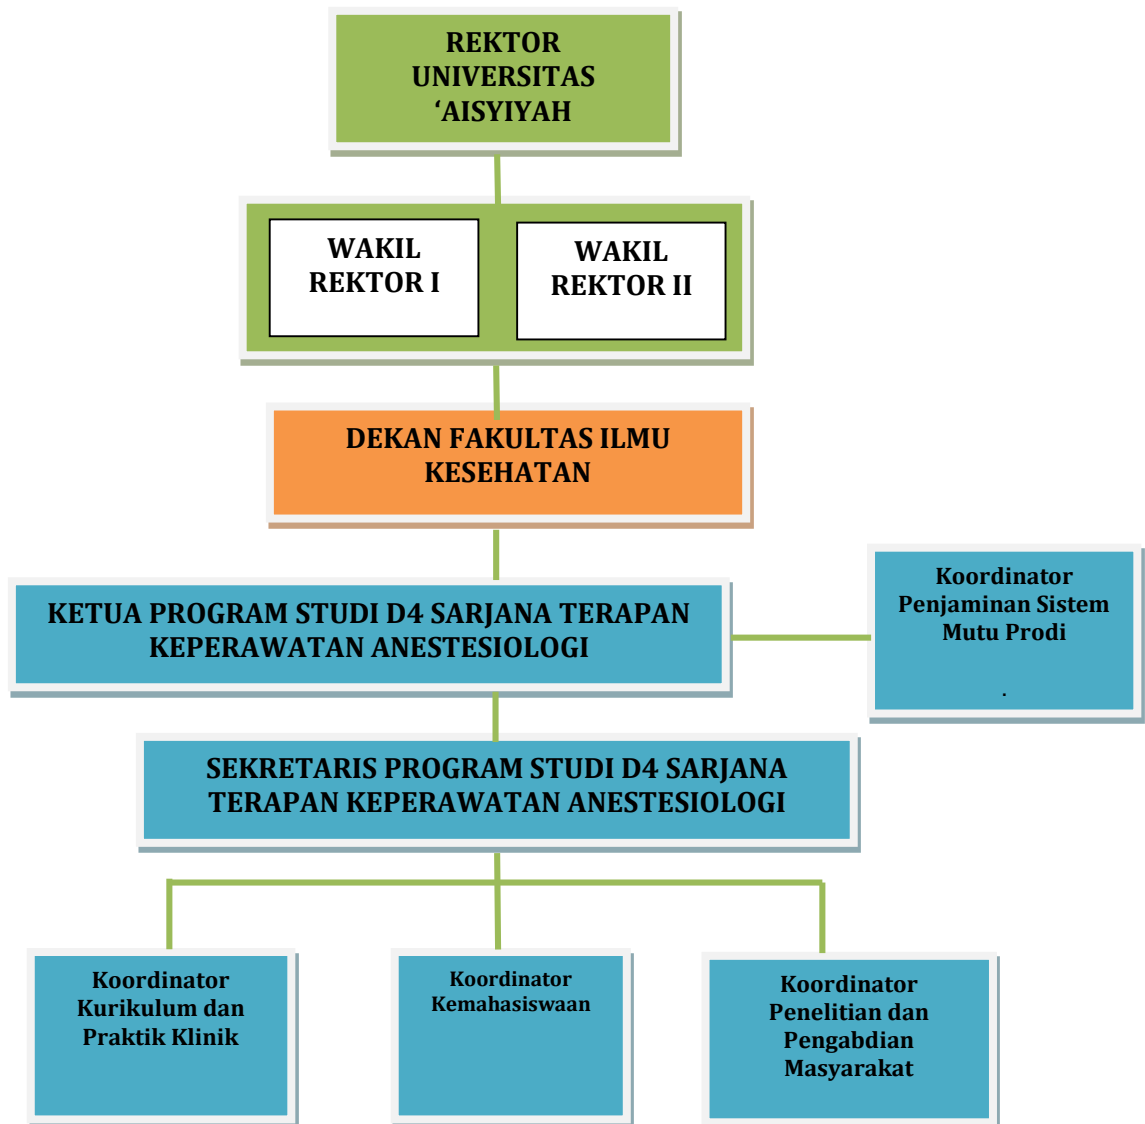 REKTOR
UNIVERSITAS
‘AISYIYAH
WAKIL
REKTOR I
WAKIL
REKTOR II
DEKAN FAKULTAS ILMU
KESEHATAN
KETUA PROGRAM STUDI D4 SARJANA TERAPAN
KEPERAWATAN ANESTESIOLOGI
Koordinator
Penjaminan Sistem
Mutu Prodi
.
SEKRETARIS PROGRAM STUDI D4 SARJANA
TERAPAN KEPERAWATAN ANESTESIOLOGI
Koordinator
Kurikulum dan
Praktik Klinik
Koordinator
Kemahasiswaan
Koordinator
Penelitian dan
Pengabdian
Masyarakat